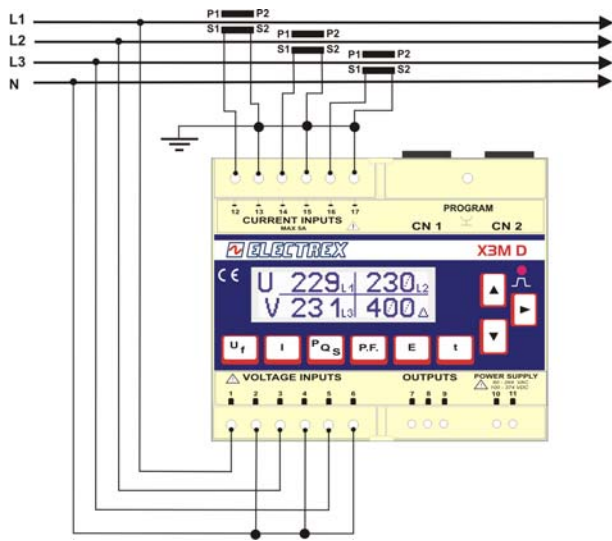 L1
P1 P2
L2
S1 S2
P1 P2
L3
S1 S2
P1 P2
N
S1 S2
12 13 14 15 16 17
CURRENT INPUTS
MAX 5A
PROGRAM
CN 1 CN 2
ELECTREX
X3M D
CE
U 229 L1 230 L2
V 231 L3 400 Δ
Uf I PQS P.F. E t
VOLTAGE INPUTS
OUTPUTS
POWER SUPPLY
1 2 3 4 5 6
7 8 9
10 11